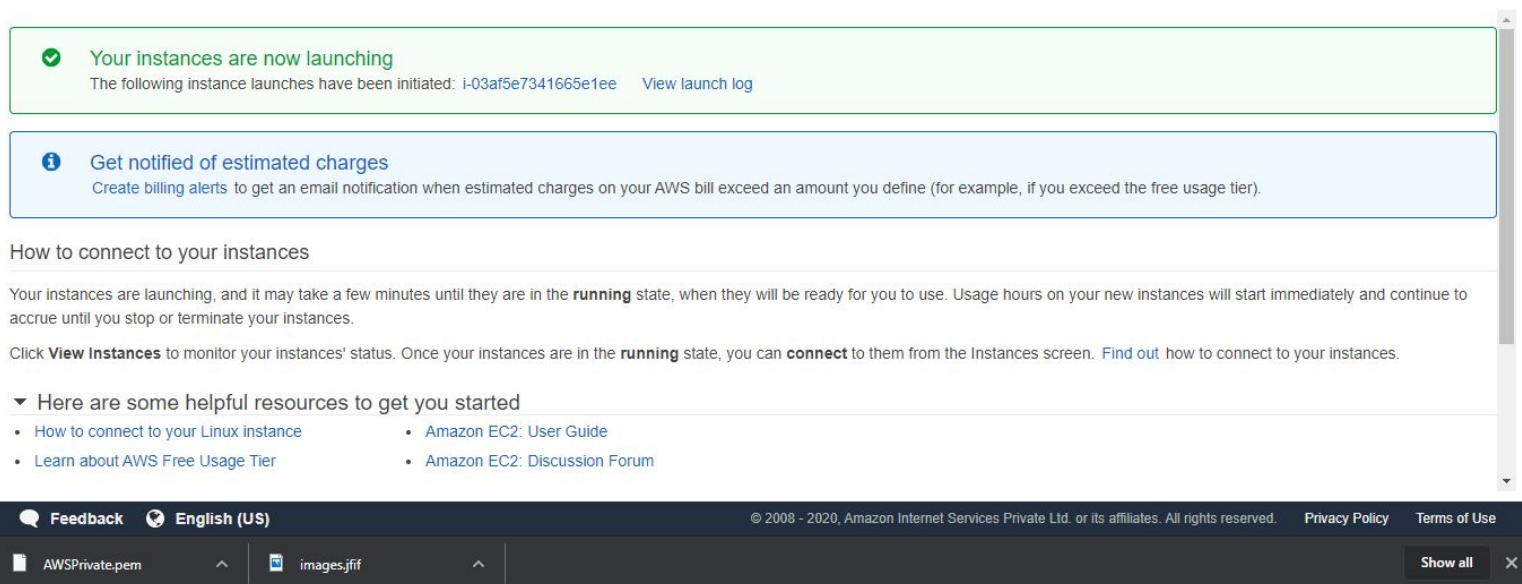 Your instances are now launching
The following instance launches have been initiated: i-03af5e7341665e1ee View launch log
Get notified of estimated charges
Create billing alerts to get an email notification when estimated charges on your AWS bill exceed an amount you define (for example, if you exceed the free usage tier).
How to connect to your instances
Your instances are launching, and it may take a few minutes until they are in the running state, when they will be ready for you to use. Usage hours on your new instances will start immediately and continue to
accrue until you stop or terminate your instances.
Click View Instances to monitor your instances' status. Once your instances are in the running state, you can connect to them from the Instances screen. Find out how to connect to your instances.
Here are some helpful resources to get you started
• How to connect to your Linux instance • Amazon EC2: User Guide
• Learn about AWS Free Usage Tier • Amazon EC2: Discussion Forum
Feedback English (US) © 2008 - 2020, Amazon Internet Services Private Ltd. or its affiliates. All rights reserved. Privacy Policy Terms of Use
AWSPrivate.pem images.jfif Show all